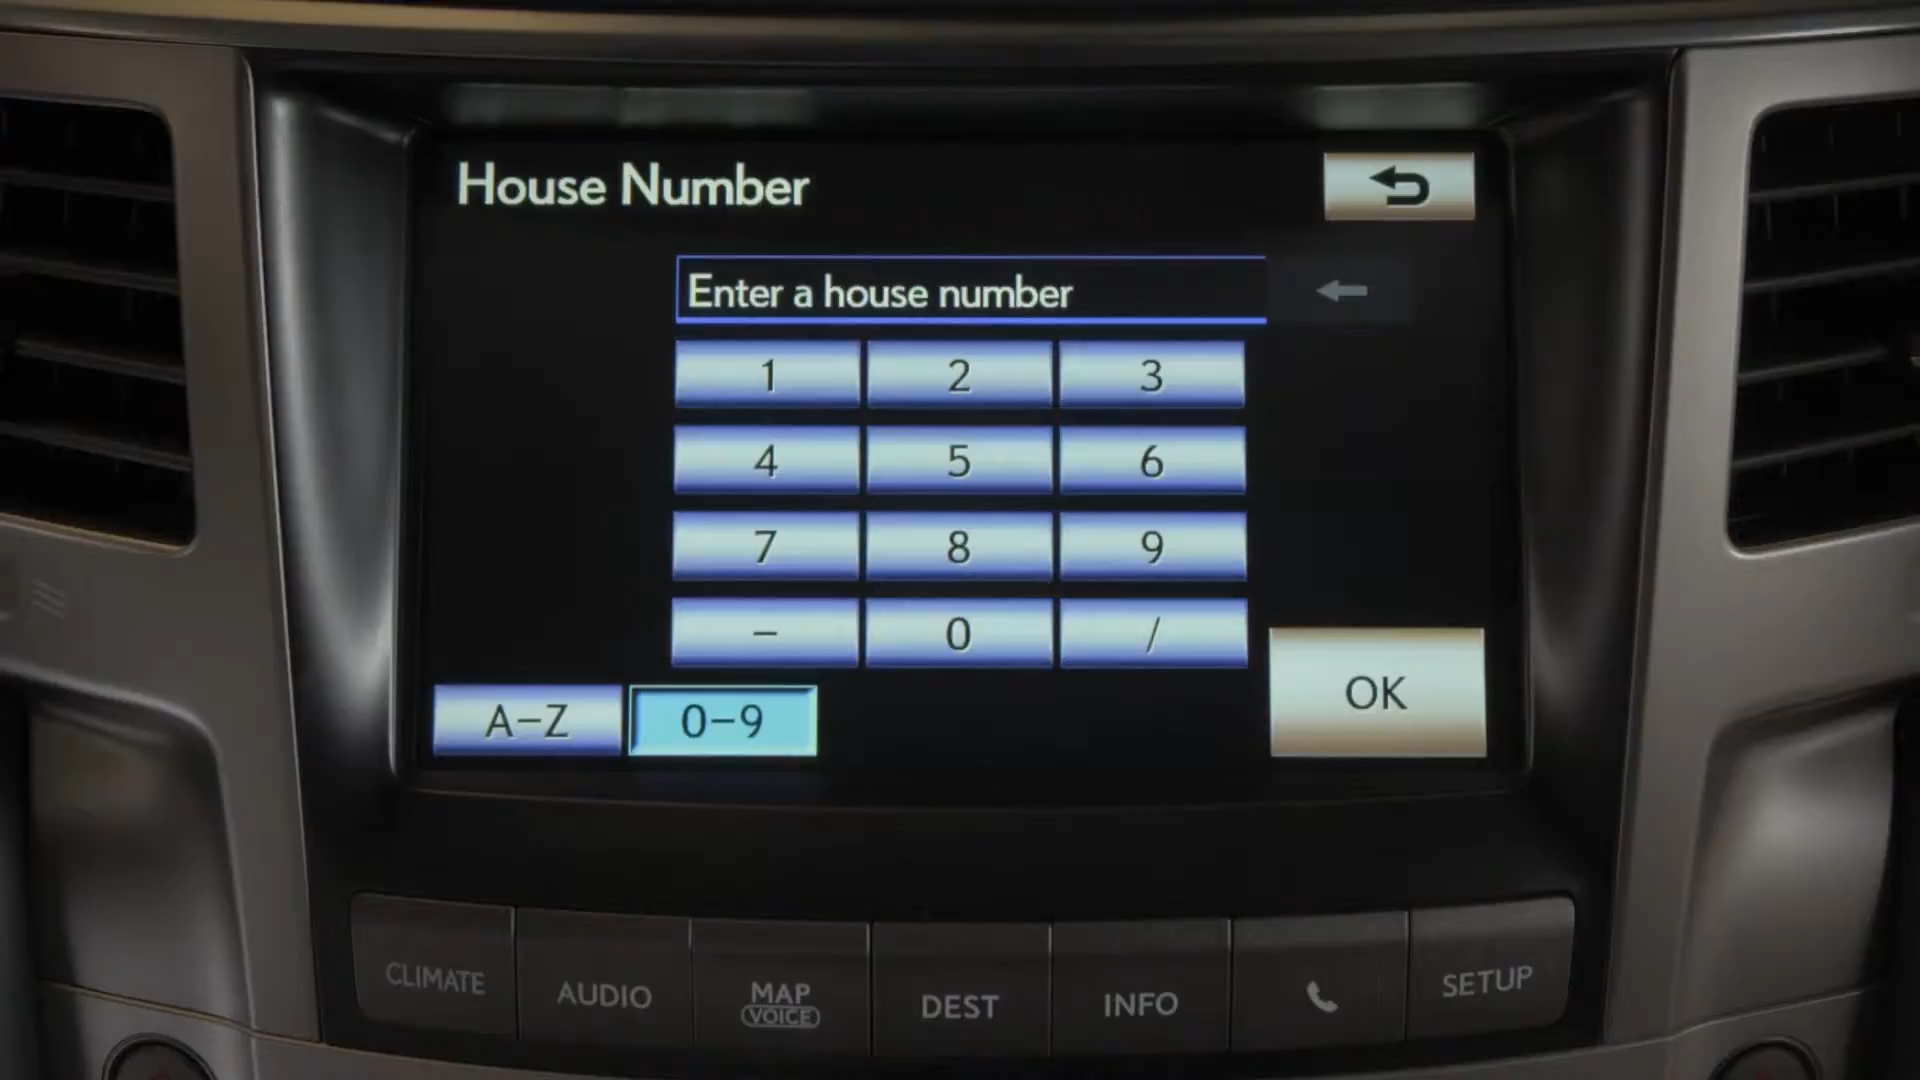 House Number
Enter a house number
1 2 3
4 5 6
7 8 9
– 0 /
A–Z 0–9
OK
CLIMATE AUDIO MAP VOICE DEST INFO SETUP